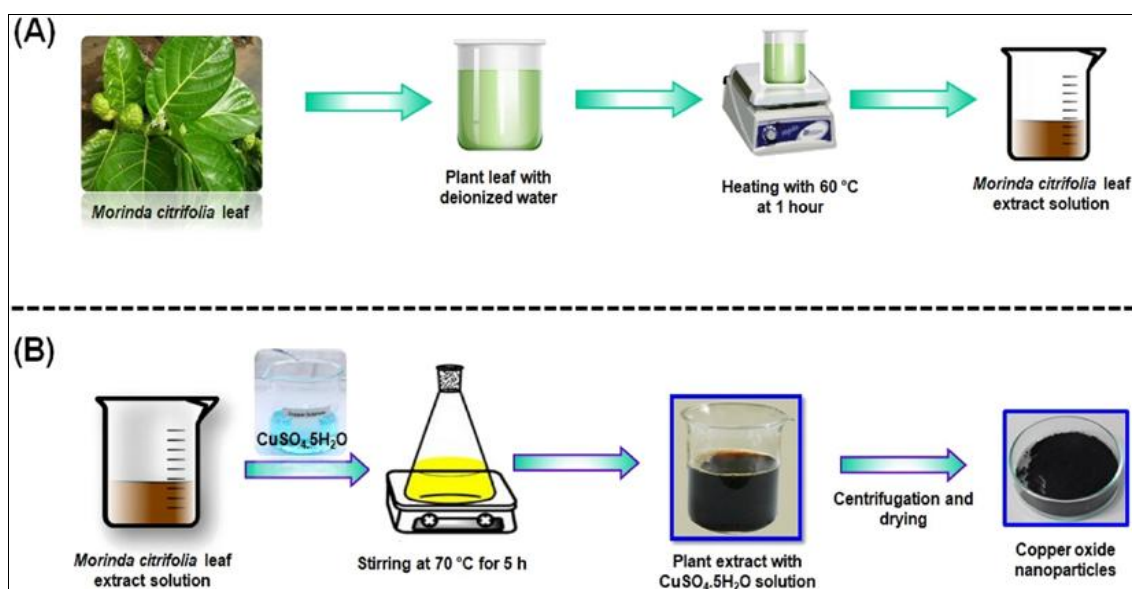 (A)
Morinda citrifolia leaf
Plant leaf with
deionized water
Heating with 60 °C
at 1 hour
Morinda citrifolia leaf
extract solution
(B)
Morinda citrifolia leaf
extract solution
Copper Sulphate
CuSO₄.5H₂O
Stirring at 70 °C for 5 h
Plant extract with
CuSO₄.5H₂O solution
Centrifugation and
drying
Copper oxide
nanoparticles